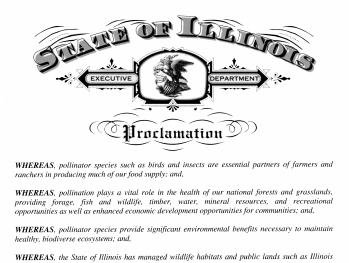 STATE OF ILLINOIS
EXECUTIVE DEPARTMENT
Proclamation
WHEREAS, pollinator species such as birds and insects are essential partners of farmers and
ranchers in producing much of our food supply; and,
WHEREAS, pollination plays a vital role in the health of our national forests and grasslands,
providing forage, fish and wildlife, timber, water, mineral resources, and recreational
opportunities as well as enhanced economic development opportunities for communities; and,
WHEREAS, pollinator species provide significant environmental benefits necessary to maintain
healthy, biodiverse ecosystems; and,
WHEREAS, the State of Illinois has managed wildlife habitats and public lands such as Illinois